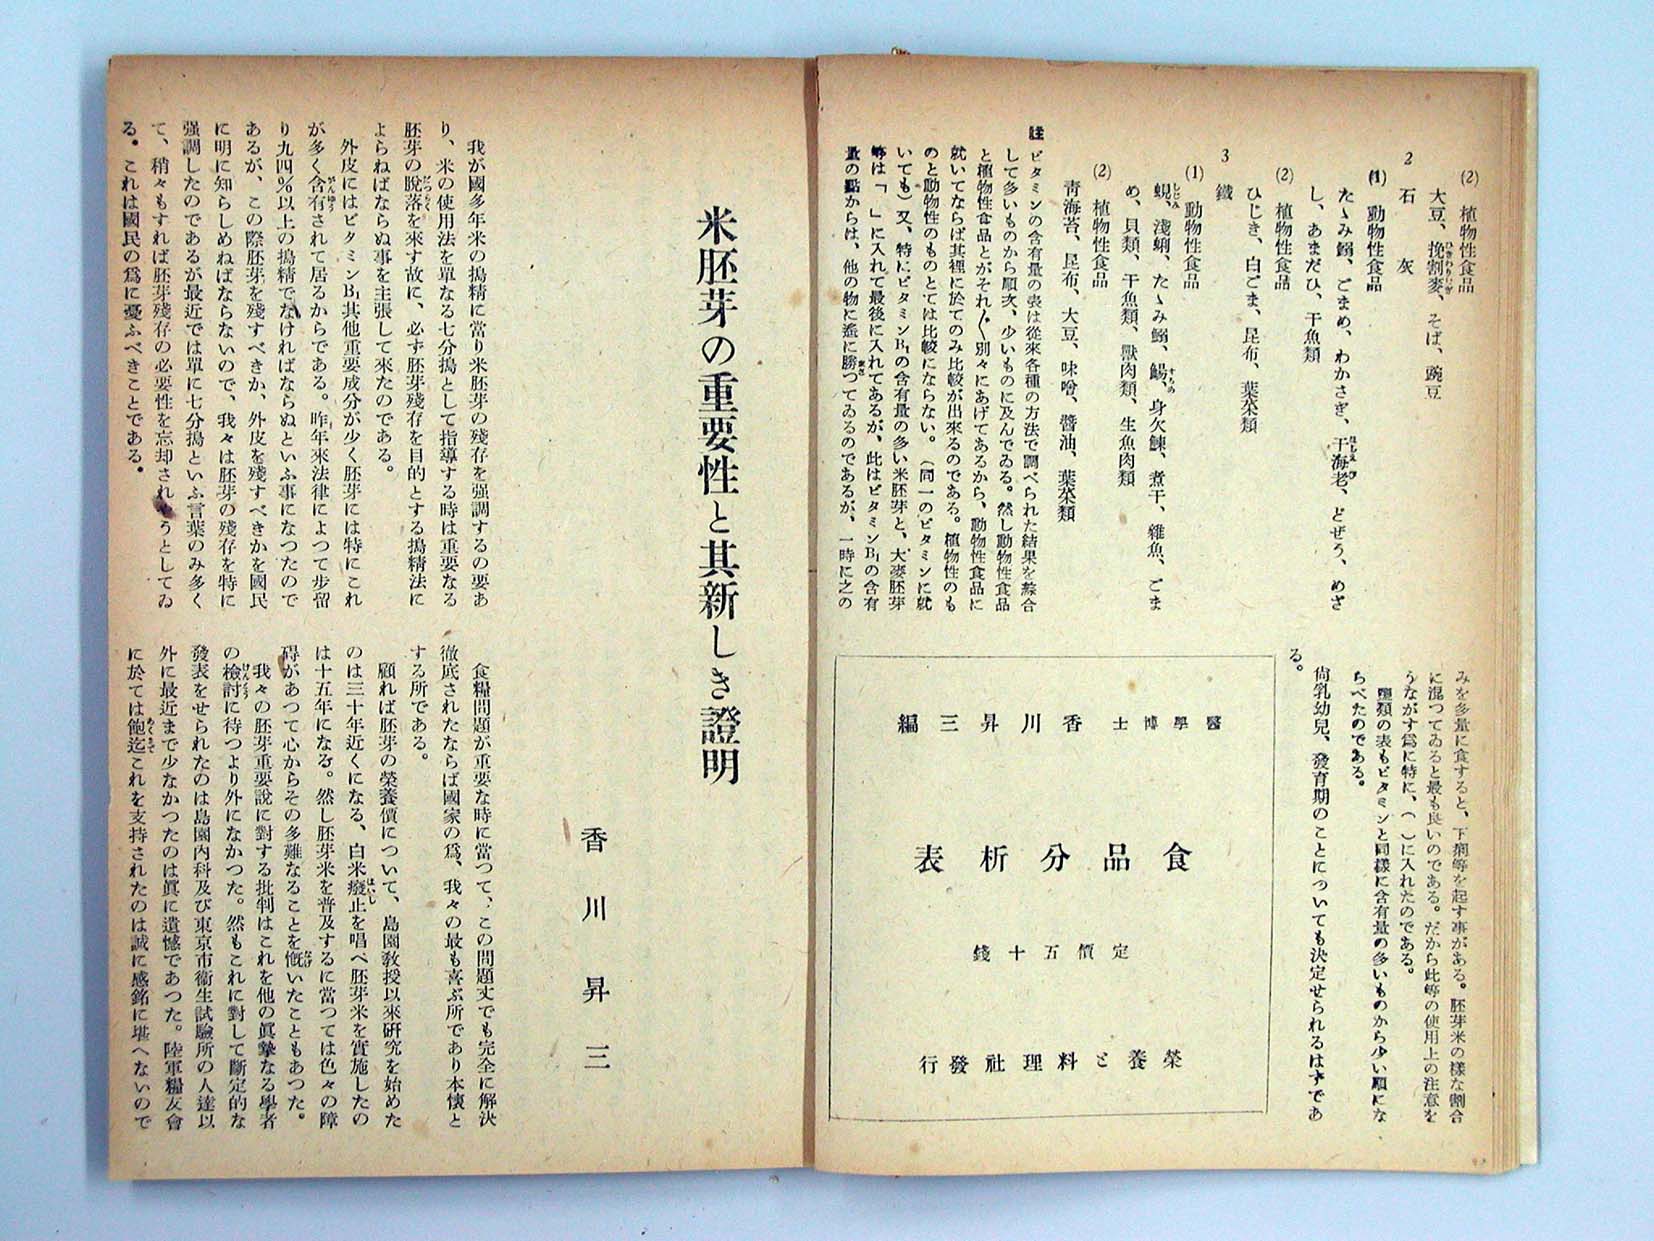 (2) 植物性食品
大豆、挽割麥、そば、豌豆
2 石灰
(1) 動物性食品
たゝみ鰯、ごまめ、わかさぎ、干海老、どぜう、めざ
し、あまだひ、干魚類
(2) 植物性食品
ひじき、白ごま、昆布、葉菜類
3 鐵
(1) 動物性食品
蜆、淺蜊、たゝみ鰯、鯣、身欠鰊、煮干、雜魚、ごま
め、貝類、干魚類、獸肉類、生魚肉類
(2) 植物性食品
靑海苔、昆布、大豆、味噌、醬油、葉菜類
註 ビタミンの含有量の表は從來各種の方法で調べられた結果を綜合
して多いものから順次、少いものに及んでゐる。然し動物性食品
と植物性食品とがそれ〴〵別々にあげてあるから、動物性食品に
就いてならば其裡に於てのみ比較が出來るのである。植物性のも
のと動物性のものとては比較にならない。(同一のビタミンに就
いても)又、特にビタミンB₁の含有量の多い米胚芽と、大麥胚芽
等は「」に入れて最後に入れてあるが、此はビタミンB₁の含有
量の點からは、他の物に遙に勝つてゐるのであるが、一時に之の
みを多量に食すると、下痢等を起す事がある。胚芽米の樣な割合
に混つてゐると最も良いのである。だから此等の使用上の注意を
うながす爲に特に、( )に入れたのである。
鹽類の表もビタミンと同樣に含有量の多いものから少い順にな
らべたのである。
尙乳幼兒、發育期のことについても決定せられるはずであ
る。
醫學博士 香川昇三編
食品分析表
定價五十錢
榮養と料理社發行
米胚芽の重要性と其新しき證明
香川昇三
我が國多年米の搗精に當り米胚芽の殘存を强調するの要あ
り、米の使用法を單なる七分搗として指導する時は重要なる
胚芽の脫落を來す故に、必ず胚芽殘存を目的とする搗精法に
よらねばならぬ事を主張して來たのである。
外皮にはビタミンB₁其他重要成分が少く胚芽には特にこれ
が多く含有されて居るからである。昨年來法律によつて步留
り九四％以上の搗精でなければならぬといふ事になつたので
あるが、この際胚芽を殘すべきか、外皮を殘すべきかを國民
に明に知らしめねばならないので、我々は胚芽の殘存を特に
强調したのであるが最近では單に七分搗といふ言葉のみ多く
て、稍々もすれば胚芽殘存の必要性を忘却されさうとしてゐ
る。これは國民の爲に憂ふべきことである。
食糧問題が重要な時に當つて、この問題丈でも完全に解決
徹底されたならば國家の爲、我々の最も喜ぶ所であり本懷と
する所である。
顧れば胚芽の榮養價について、島園敎授以來硏究を始めた
のは三十年近くになる、白米癈止を唱へ胚芽米を實施したの
は十五年になる。然し胚芽米を普及するに當つては色々の障
碍があつて心からその多難なることを慨いたこともあつた。
我々の胚芽重要說に對する批判はこれを他の眞摯なる學者
の檢討に待つより外になかつた。然もこれに對して斷定的な
發表をせられたのは島園內科及び東京市衞生試驗所の人達以
外に最近まで少なかつたのは眞に遺憾であつた。陸軍糧友會
に於ては飽迄これを支持されたのは誠に感銘に堪へないので